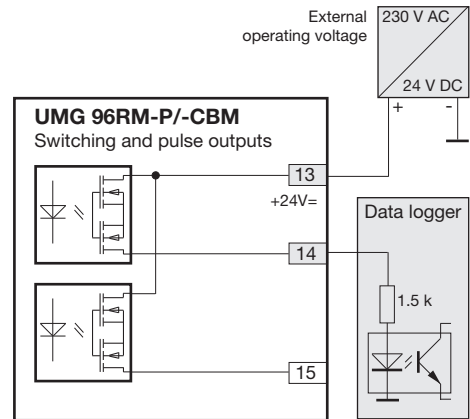 External
operating voltage
230 V AC
24 V DC
+ -
UMG 96RM-P/-CBM
Switching and pulse outputs
13
+24V=
Data logger
14
1.5 k
15